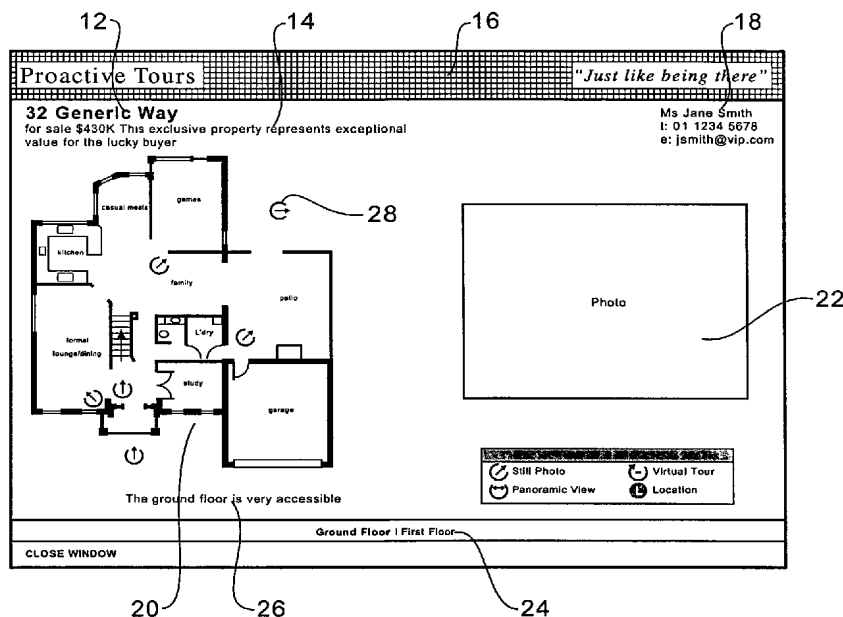 12 14 16 18
Proactive Tours "Just like being there"
32 Generic Way
for sale $430K This exclusive property represents exceptional
value for the lucky buyer
Ms Jane Smith
t: 01 1234 5678
e: jsmith@vip.com
casual meals
games
28
kitchen
family
patio
Photo
22
L'dry
formal
lounge/dining
study
garage
Still Photo Virtual Tour
Panoramic View Location
The ground floor is very accessible
Ground Floor | First Floor
CLOSE WINDOW
20 26 24